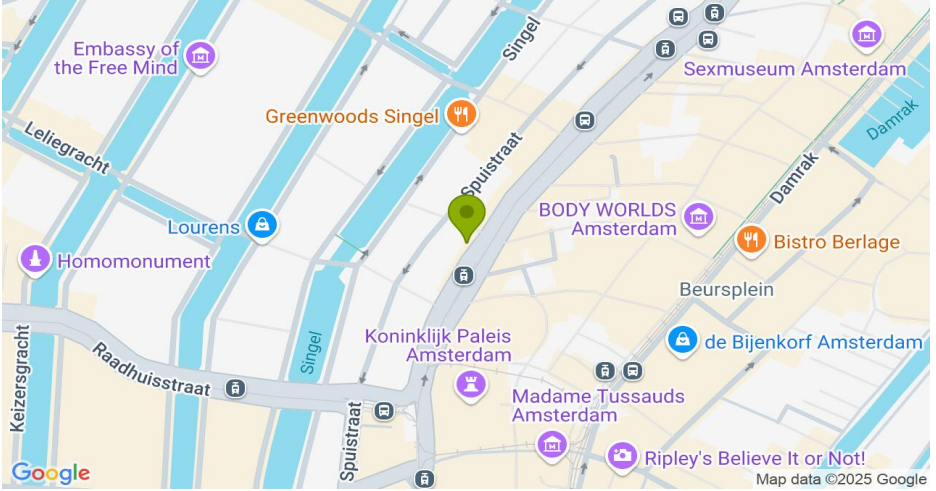 Embassy of
the Free Mind
Singel
Sexmuseum Amsterdam
Greenwoods Singel
Damrak
Leliegracht
Spuistraat
Damrak
Lourens
BODY WORLDS
Amsterdam
Bistro Berlage
Homomonument
Beursplein
Koninklijk Paleis
Amsterdam
de Bijenkorf Amsterdam
Singel
Raadhuisstraat
Keizersgracht
Madame Tussauds
Amsterdam
Spuistraat
Ripley's Believe It or Not!
Google
Map data ©2025 Google